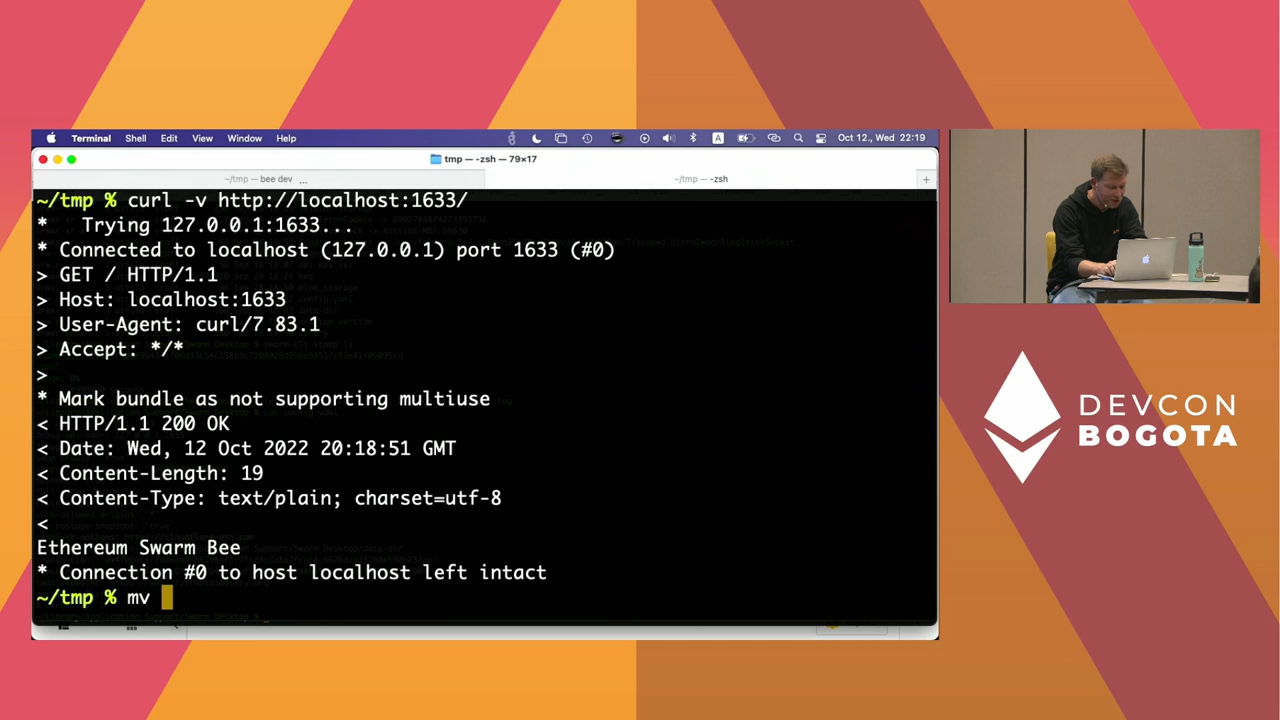 Terminal Shell Edit View Window Help A Oct 12., Wed 22:19
tmp — -zsh — 79×17
~/tmp — bee dev ... ~/tmp — -zsh +
~/tmp % curl -v http://localhost:1633/
* Trying 127.0.0.1:1633...
* Connected to localhost (127.0.0.1) port 1633 (#0)
> GET / HTTP/1.1
> Host: localhost:1633
> User-Agent: curl/7.83.1
> Accept: */*
>
* Mark bundle as not supporting multiuse
< HTTP/1.1 200 OK
< Date: Wed, 12 Oct 2022 20:18:51 GMT
< Content-Length: 19
< Content-Type: text/plain; charset=utf-8
<
Ethereum Swarm Bee
* Connection #0 to host localhost left intact
~/tmp % mv
DEVCON
BOGOTA